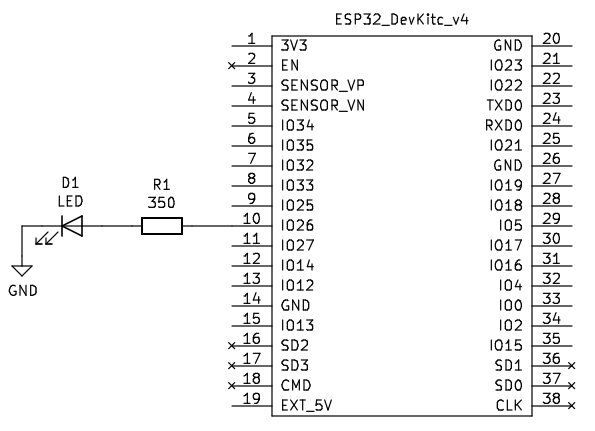 ESP32_DevKitc_v4
1 3V3 GND 20
2 EN IO23 21
3 SENSOR_VP IO22 22
4 SENSOR_VN TXD0 23
5 IO34 RXD0 24
6 IO35 IO21 25
7 IO32 GND 26
8 IO33 IO19 27
9 IO25 IO18 28
10 IO26 IO5 29
11 IO27 IO17 30
12 IO14 IO16 31
13 IO12 IO4 32
14 GND IO0 33
15 IO13 IO2 34
16 SD2 IO15 35
17 SD3 SD1 36
18 CMD SD0 37
19 EXT_5V CLK 38
D1
LED
R1
350
GND